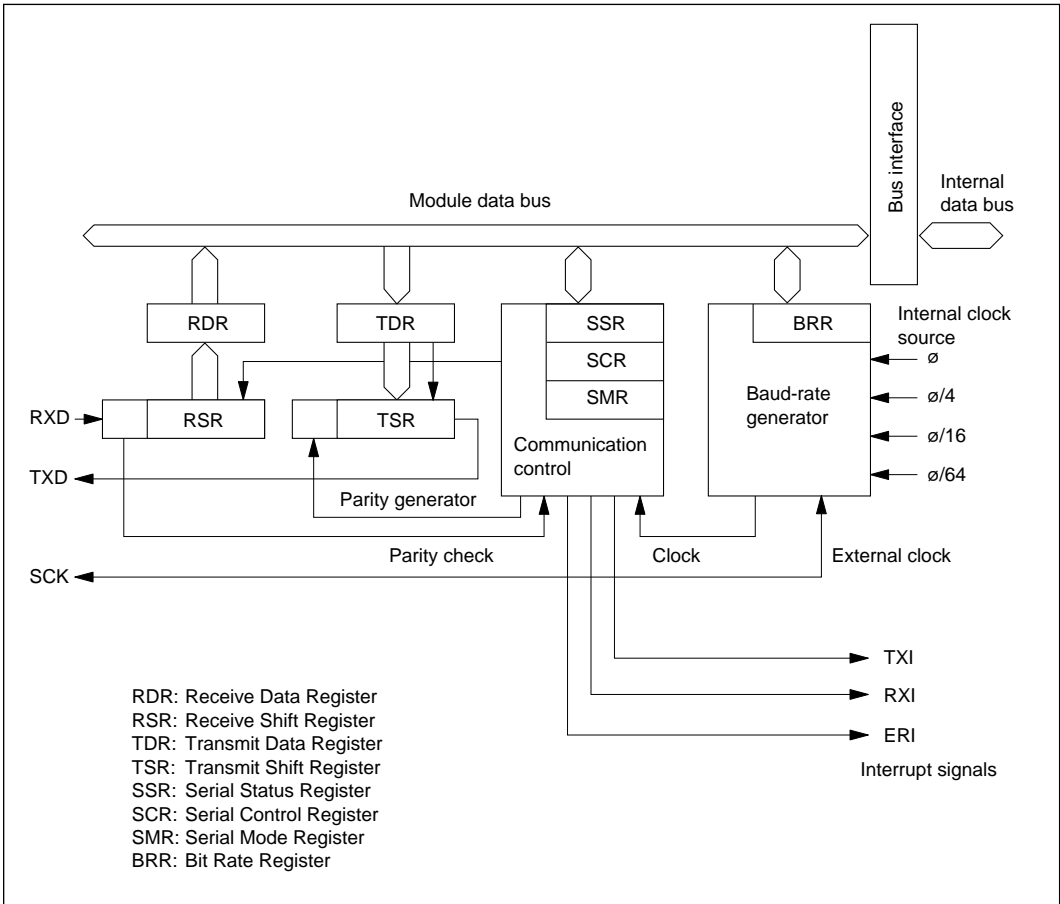 Bus interface
Internal
data bus
Module data bus
RDR
TDR
SSR
BRR
Internal clock
source
ø
SCR
RXD
RSR
TSR
SMR
Baud-rate
generator
ø/4
ø/16
TXD
Communication
control
ø/64
Parity generator
Parity check
Clock
External clock
SCK
TXI
RXI
ERI
Interrupt signals
RDR: Receive Data Register
RSR: Receive Shift Register
TDR: Transmit Data Register
TSR: Transmit Shift Register
SSR: Serial Status Register
SCR: Serial Control Register
SMR: Serial Mode Register
BRR: Bit Rate Register